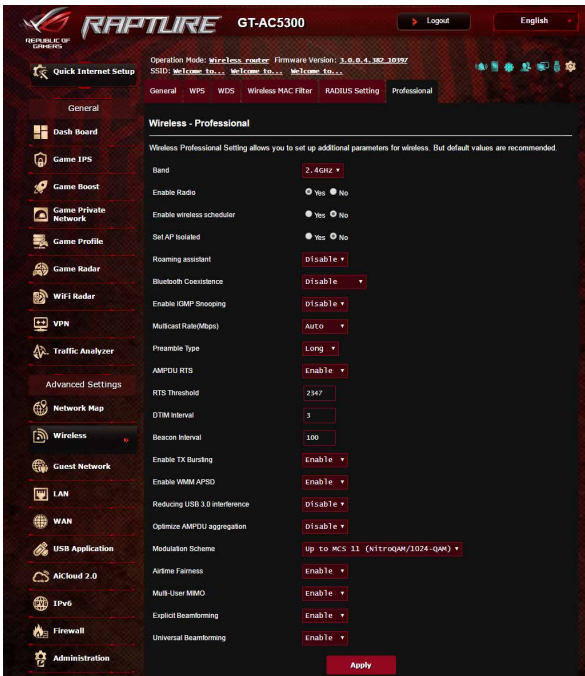 REPUBLIC OF
GAMERS
RAPTURE
GT-AC5300
Logout
English
Quick Internet Setup
General
Dash Board
Game IPS
Game Boost
Game Private
Network
Game Profile
Game Radar
WiFi Radar
VPN
Traffic Analyzer
Advanced Settings
Network Map
Wireless
Guest Network
LAN
WAN
USB Application
AiCloud 2.0
IPv6
Firewall
Administration
Operation Mode: Wireless router Firmware Version: 3.0.0.4.382_10397
SSID: Welcome to... Welcome to... Welcome to...
General WPS WDS Wireless MAC Filter RADIUS Setting Professional
Wireless - Professional
Wireless Professional Setting allows you to set up additional parameters for wireless. But default values are recommended.
Band 2.4GHz
Enable Radio Yes No
Enable wireless scheduler Yes No
Set AP Isolated Yes No
Roaming assistant Disable
Bluetooth Coexistence Disable
Enable IGMP Snooping Disable
Multicast Rate(Mbps) Auto
Preamble Type Long
AMPDU RTS Enable
RTS Threshold 2347
DTIM Interval 3
Beacon Interval 100
Enable TX Bursting Enable
Enable WMM APSD Enable
Reducing USB 3.0 interference Disable
Optimize AMPDU aggregation Disable
Modulation Scheme Up to MCS 11 (NitroQAM/1024-QAM)
Airtime Fairness Enable
Multi-User MIMO Enable
Explicit Beamforming Enable
Universal Beamforming Enable
Apply